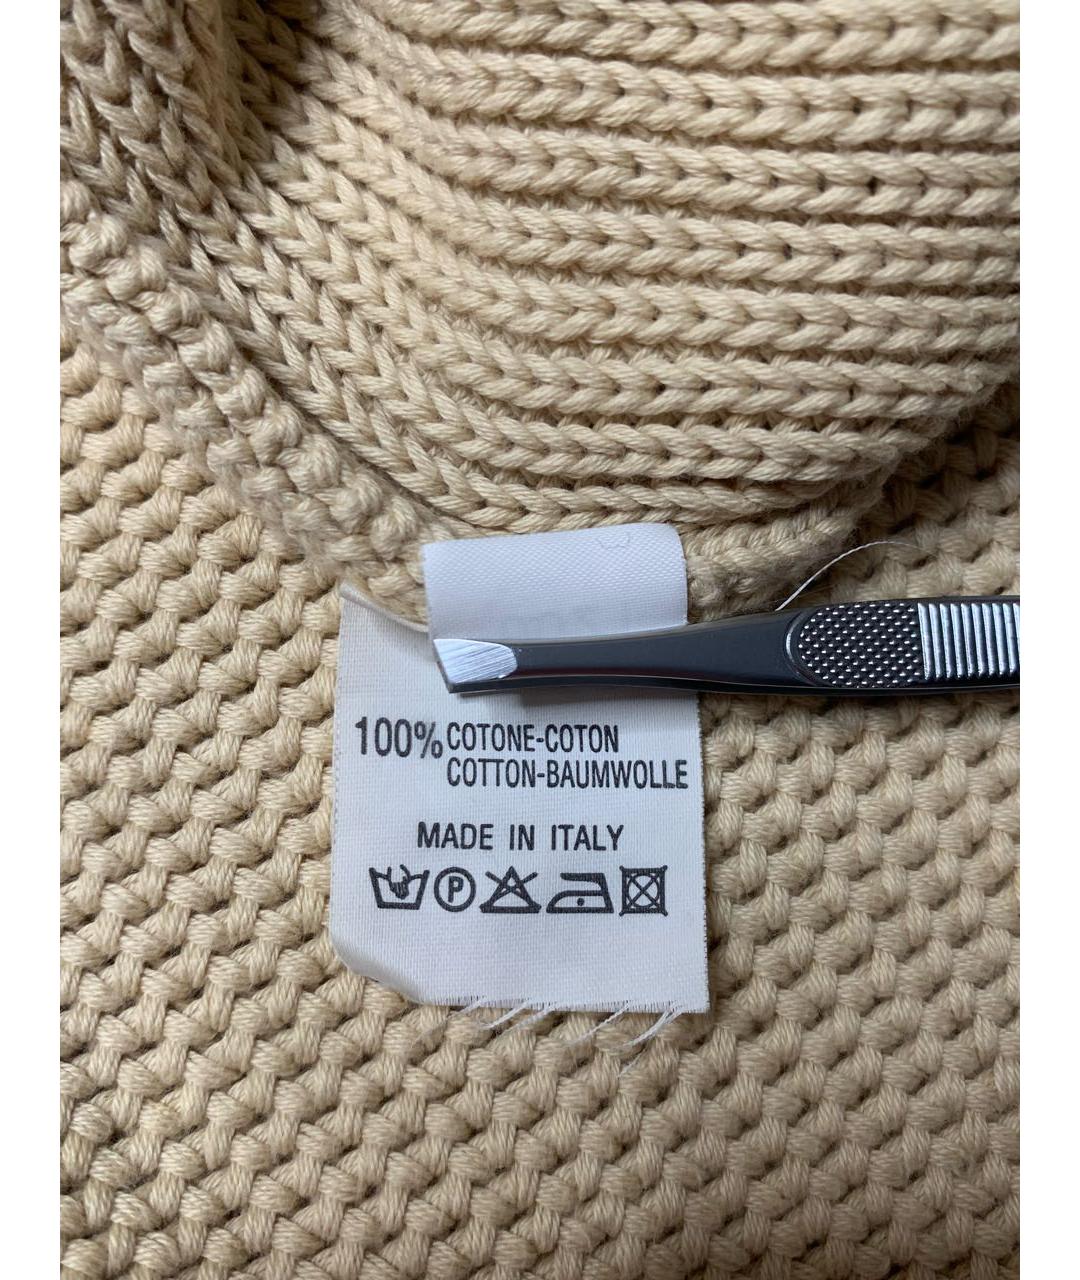 100% COTONE-COTON
COTTON-BAUMWOLLE
MADE IN ITALY
P